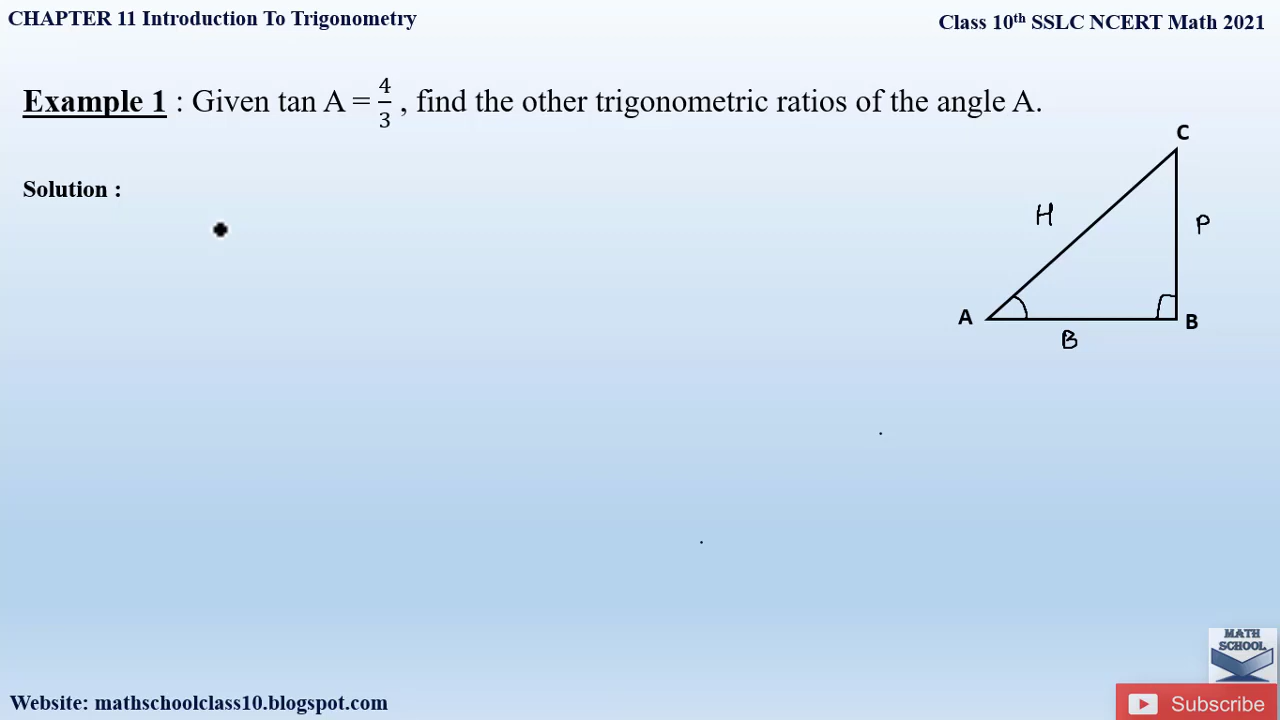 CHAPTER 11 Introduction To Trigonometry
Class 10th SSLC NCERT Math 2021
Example 1 : Given tan A = 4/3 , find the other trigonometric ratios of the angle A.
C
Solution :
H
P
A
B
B
MATH
SCHOOL
Website: mathschoolclass10.blogspot.com
Subscribe